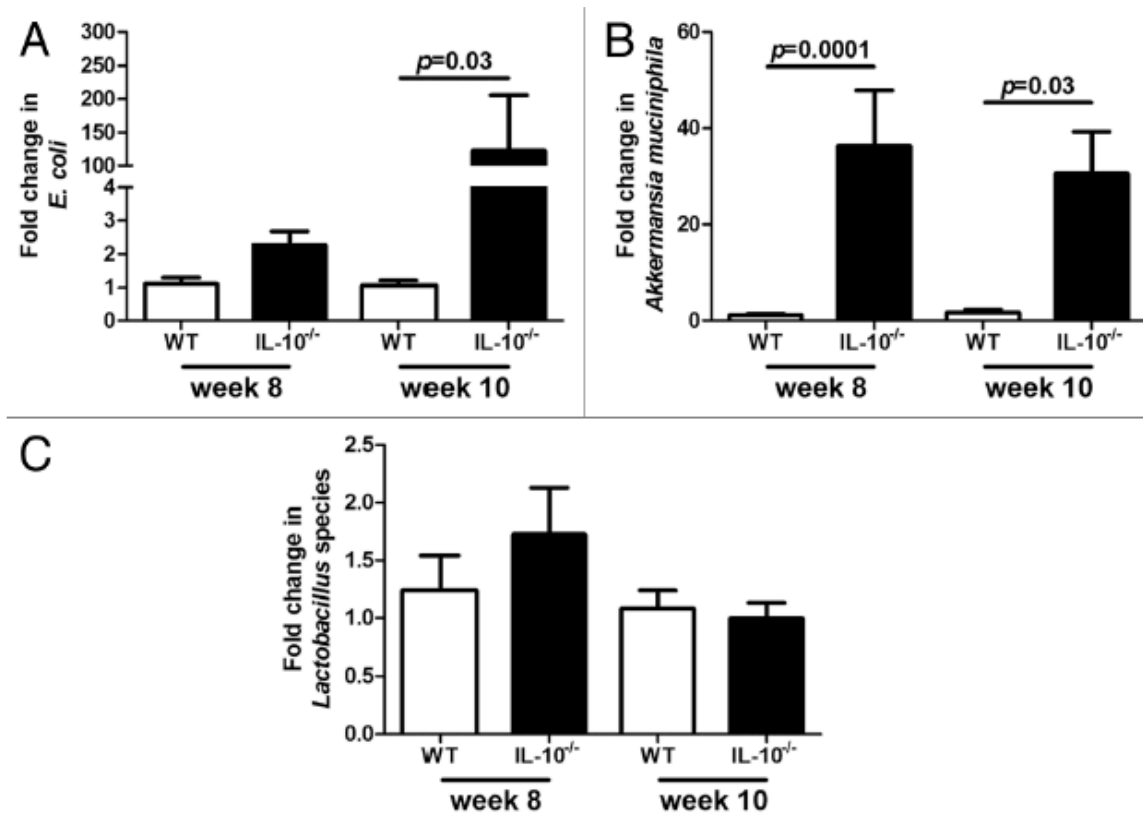 A
Fold change in
E. coli
300
250
200
150
100
4
3
2
1
0
p=0.03
WT IL-10-/- WT IL-10-/-
week 8 week 10
B
Fold change in
Akkermansia muciniphila
60
40
20
0
p=0.0001
p=0.03
WT IL-10-/- WT IL-10-/-
week 8 week 10
C
Fold change in
Lactobacillus species
2.5
2.0
1.5
1.0
0.5
0.0
WT IL-10-/- WT IL-10-/-
week 8 week 10